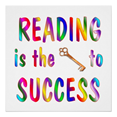 READING
is the to
SUCCESS